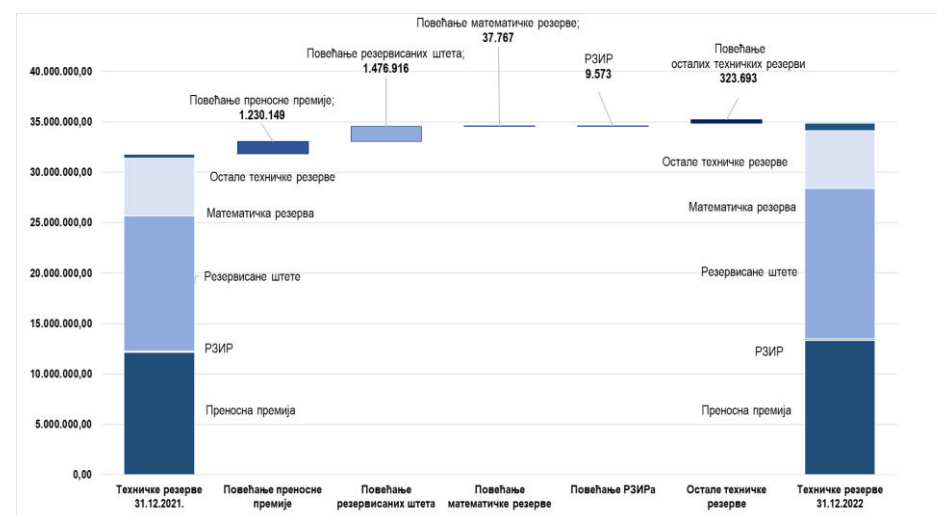 Повећање математичке резерве;
37.767
Повећање резервисаних штета;
1.476.916
РЗИР
9.573
Повећање
осталих техничких резерви
323.693
Повећање преносне премије;
1.230.149
40.000.000,00
35.000.000,00
30.000.000,00
25.000.000,00
20.000.000,00
15.000.000,00
10.000.000,00
5.000.000,00
0,00
Остале техничке резерве
Математичка резерва
Резервисане штете
РЗИР
Преносна премија
Остале техничке резерве
Математичка резерва
Резервисане штете
РЗИР
Преносна премија
Техничке резерве
31.12.2021.
Повећање преносне
премије
Повећање
резервисаних штета
Повећање
математичке резерве
Повећање РЗИРа
Остале техничке
резерве
Техничке резерве
31.12.2022